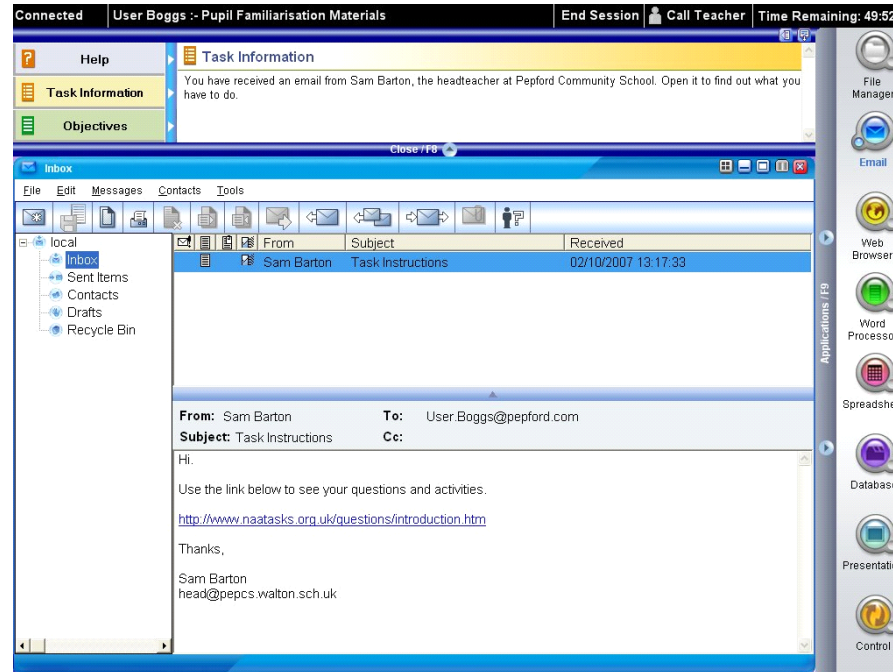 Connected User Boggs :- Pupil Familiarisation Materials End Session Call Teacher Time Remaining: 49:52
Help
Task Information
Objectives
Task Information
You have received an email from Sam Barton, the headteacher at Pepford Community School. Open it to find out what you
have to do.
Close / F8
Inbox
File Edit Messages Contacts Tools
local
Inbox
Sent Items
Contacts
Drafts
Recycle Bin
From Subject Received
Sam Barton Task Instructions 02/10/2007 13:17:33
From: Sam Barton To: User.Boggs@pepford.com
Subject: Task Instructions Cc:
Hi.
Use the link below to see your questions and activities.
http://www.naatasks.org.uk/questions/introduction.htm
Thanks,
Sam Barton
head@pepcs.walton.sch.uk
Applications / F9
File
Manager
Email
Web
Browser
Word
Processo
Spreadshe
Databas
Presentati
Control